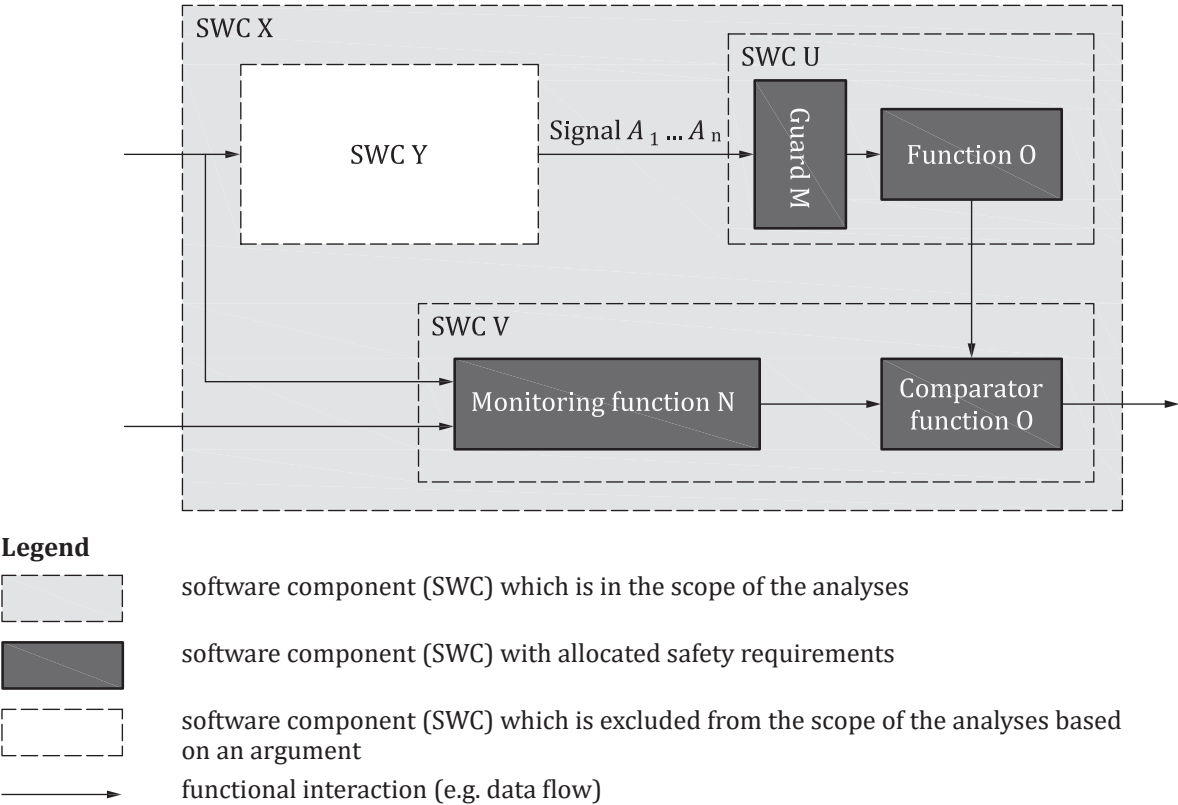 SWC X
SWC U
SWC Y
Signal A 1 ... A n
Guard M
Function O
SWC V
Monitoring function N
Comparator
function O
Legend
software component (SWC) which is in the scope of the analyses
software component (SWC) with allocated safety requirements
software component (SWC) which is excluded from the scope of the analyses based
on an argument
functional interaction (e.g. data flow)